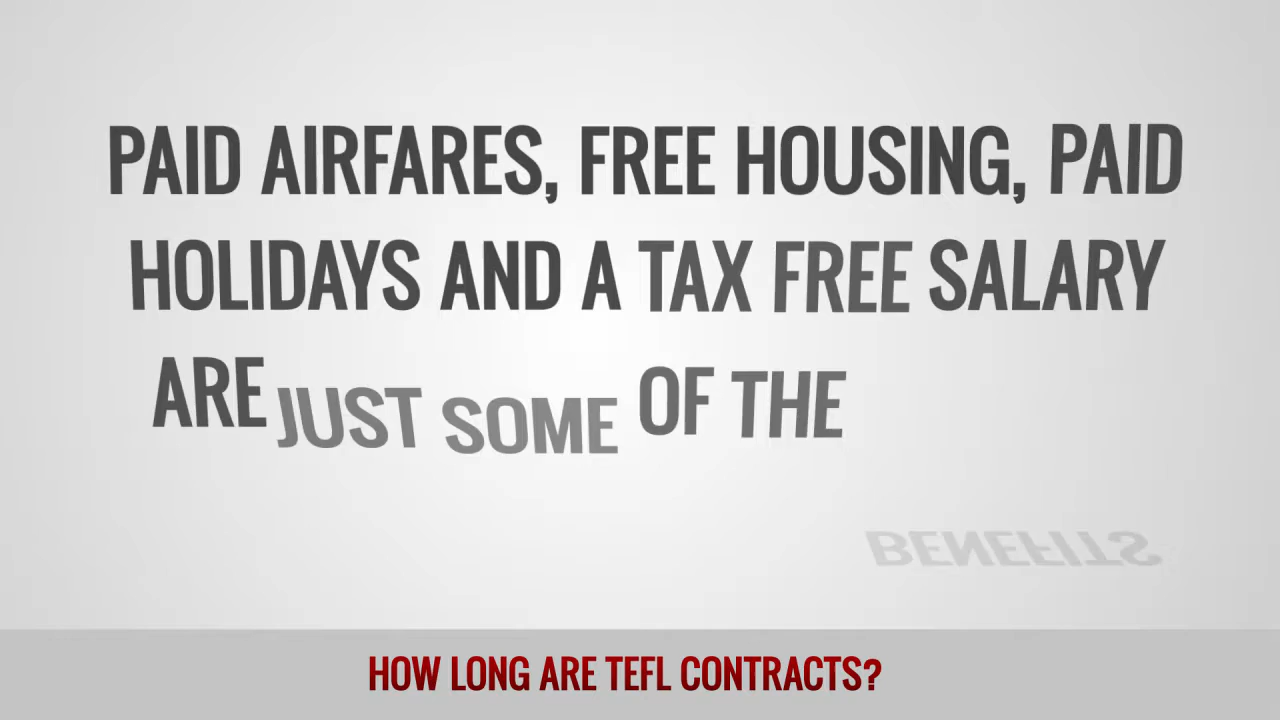 PAID AIRFARES, FREE HOUSING, PAID
HOLIDAYS AND A TAX FREE SALARY
ARE JUST SOME OF THE
BENEFITS
HOW LONG ARE TEFL CONTRACTS?